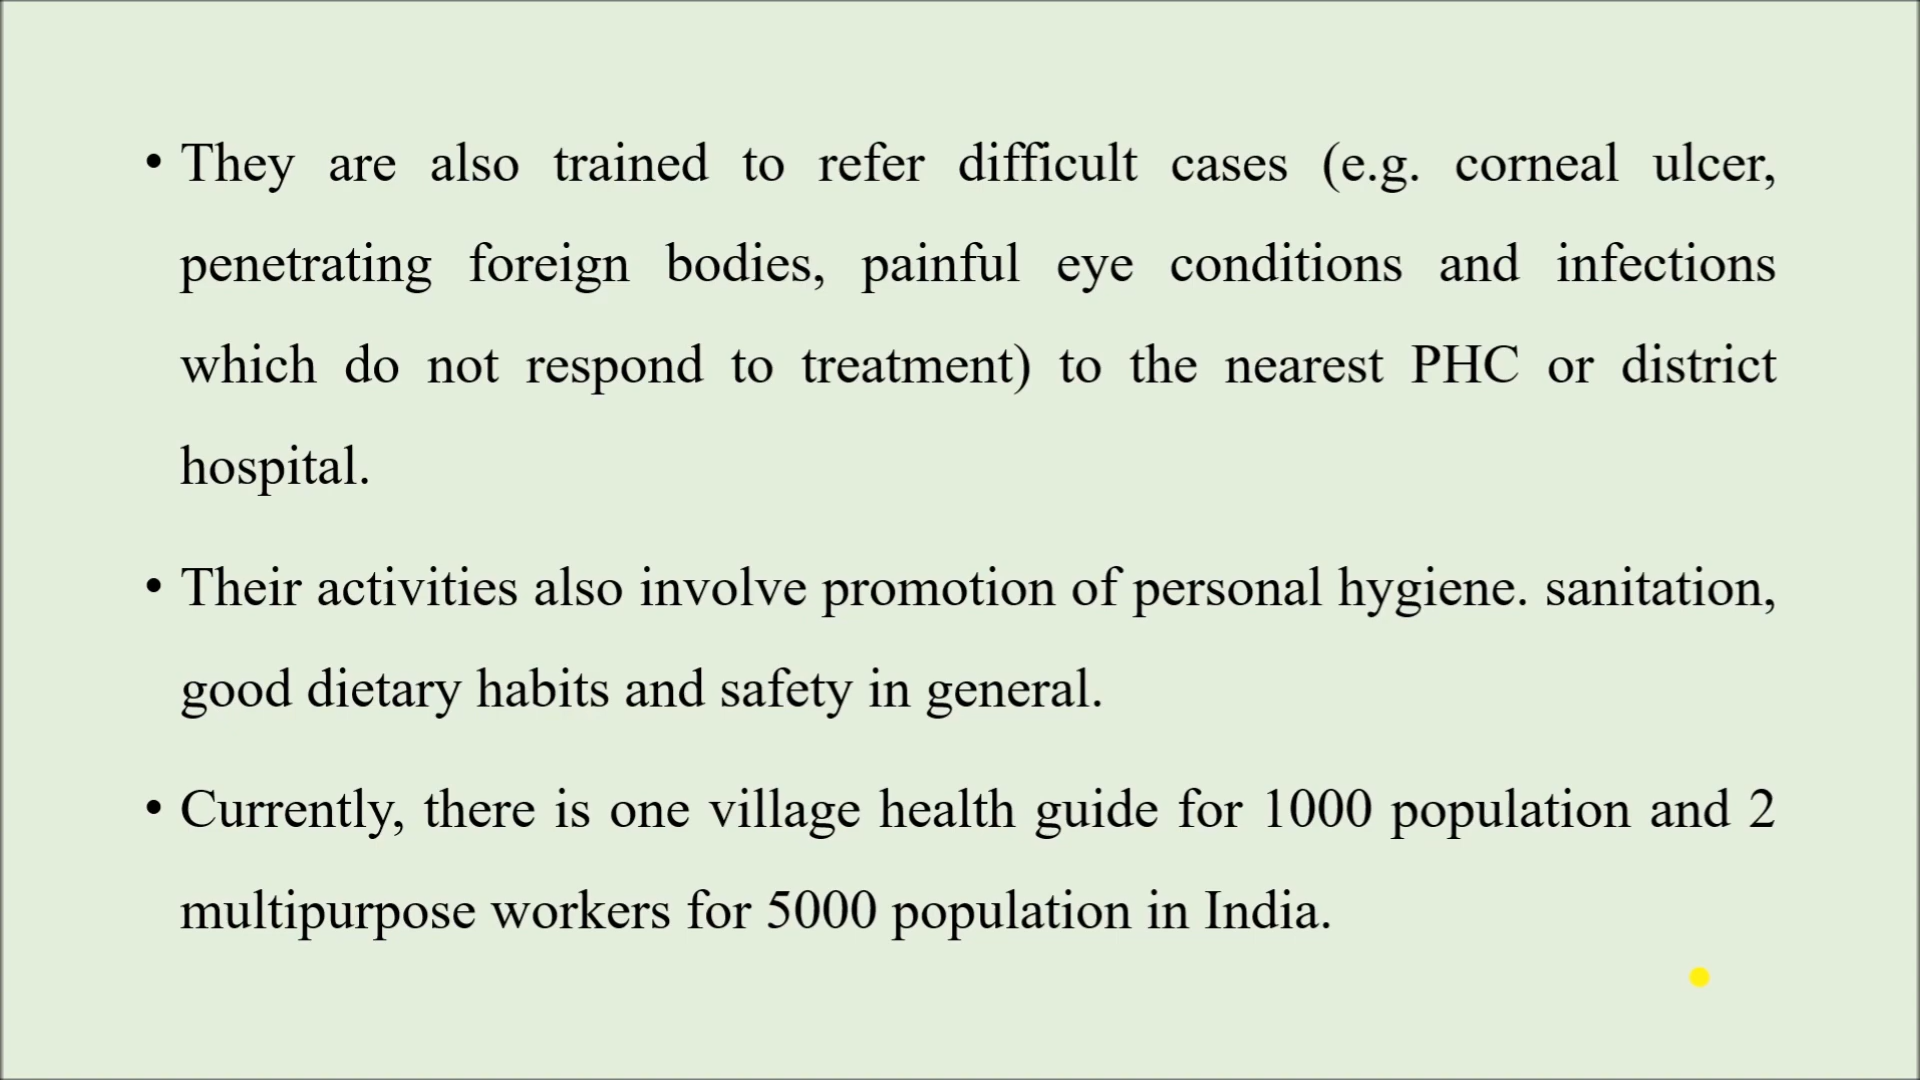 • They are also trained to refer difficult cases (e.g. corneal ulcer,
penetrating foreign bodies, painful eye conditions and infections
which do not respond to treatment) to the nearest PHC or district
hospital.
• Their activities also involve promotion of personal hygiene. sanitation,
good dietary habits and safety in general.
• Currently, there is one village health guide for 1000 population and 2
multipurpose workers for 5000 population in India.